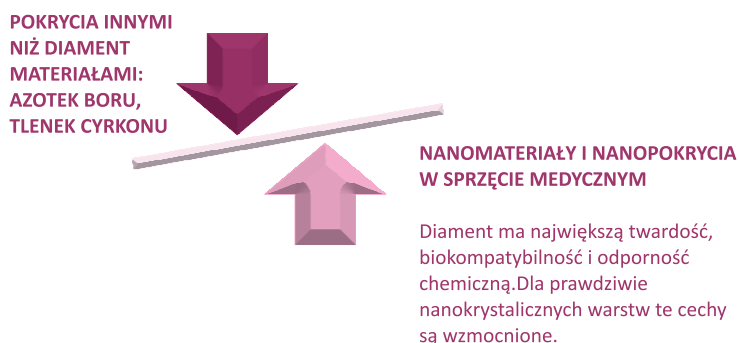 POKRYCIA INNYMI
NIŻ DIAMENT
MATERIAŁAMI:
AZOTEK BORU,
TLENEK CYRKONU
NANOMATERIAŁY I NANOPOKRYCIA
W SPRZĘCIE MEDYCZNYM
Diament ma największą twardość,
biokompatybilność i odporność
chemiczną.Dla prawdziwie
nanokrystalicznych warstw te cechy
są wzmocnione.